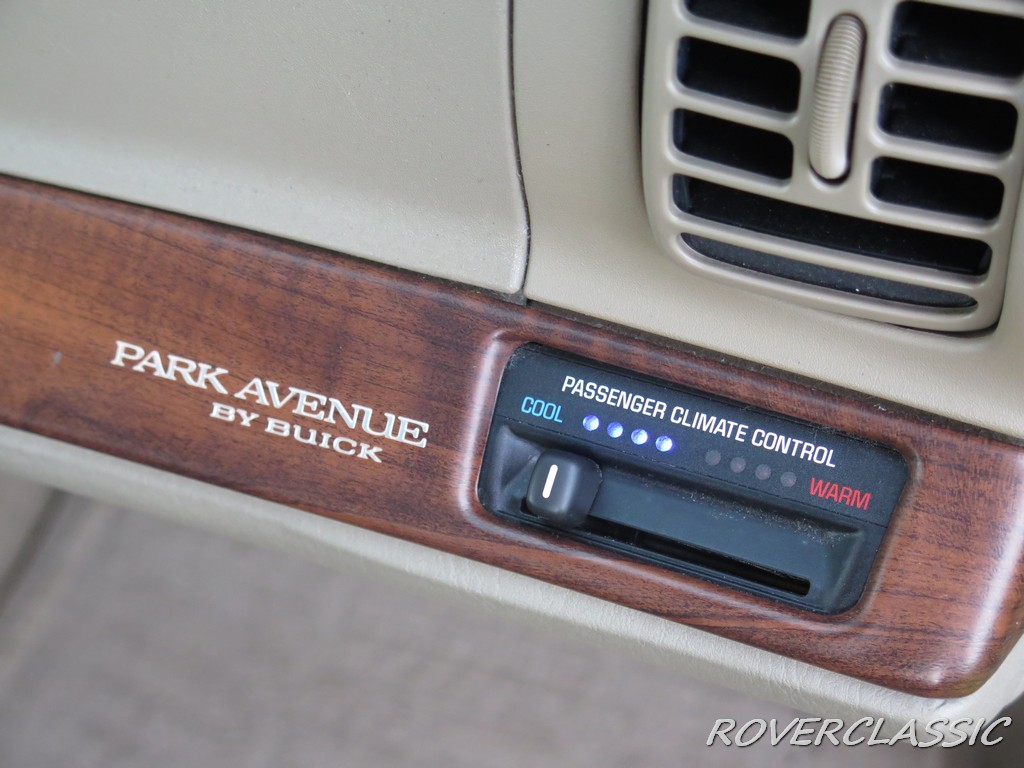 PARK AVENUE
BY BUICK
PASSENGER CLIMATE CONTROL
COOL
WARM
ROVERCLASSIC